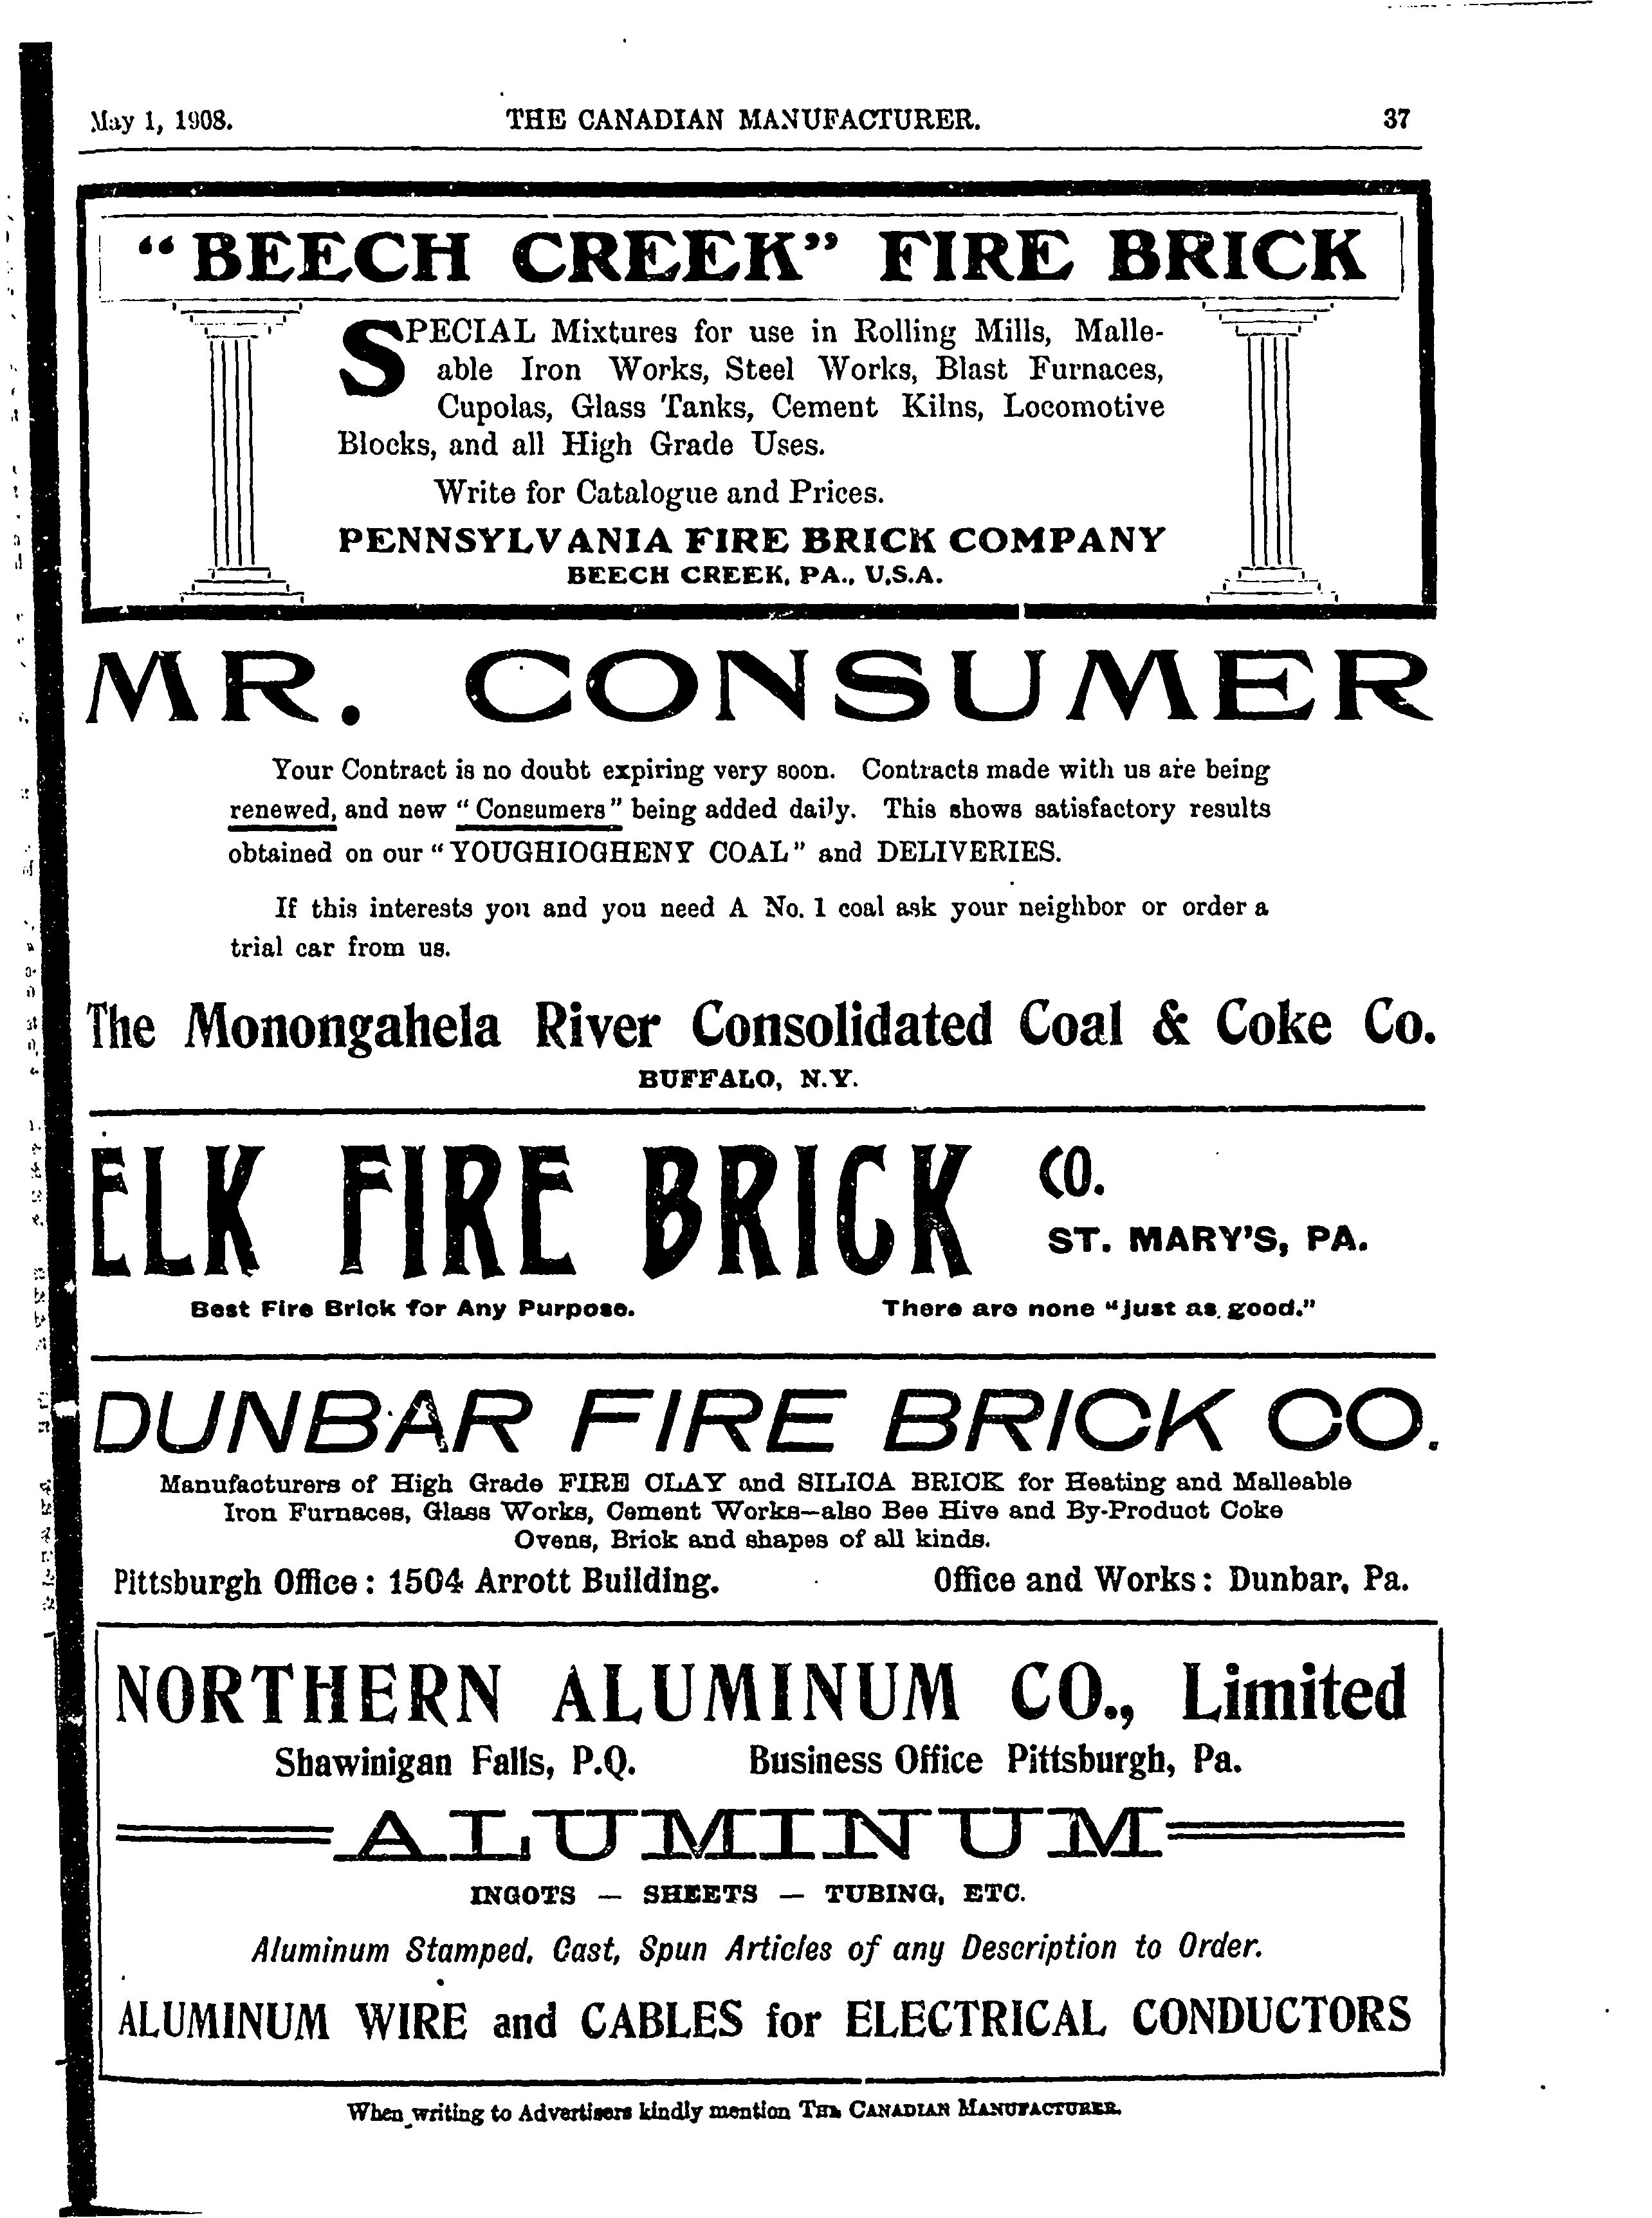 May 1, 1908. THE CANADIAN MANUFACTURER. 37
“BEECH CREEK” FIRE BRICK
SPECIAL Mixtures for use in Rolling Mills, Malle-
able Iron Works, Steel Works, Blast Furnaces,
Cupolas, Glass Tanks, Cement Kilns, Locomotive
Blocks, and all High Grade Uses.
Write for Catalogue and Prices.
PENNSYLVANIA FIRE BRICK COMPANY
BEECH CREEK, PA., U.S.A.
MR. CONSUMER
Your Contract is no doubt expiring very soon. Contracts made with us are being
renewed, and new “Consumers” being added daily. This shows satisfactory results
obtained on our “YOUGHIOGHENY COAL” and DELIVERIES.
If this interests you and you need A No. 1 coal ask your neighbor or order a
trial car from us.
The Monongahela River Consolidated Coal & Coke Co.
BUFFALO, N.Y.
ELK FIRE BRICK CO.
ST. MARY'S, PA.
Best Fire Brick for Any Purpose. There are none “just as good.”
DUNBAR FIRE BRICK CO.
Manufacturers of High Grade FIRE CLAY and SILICA BRICK for Heating and Malleable
Iron Furnaces, Glass Works, Cement Works—also Bee Hive and By-Product Coke
Ovens, Brick and shapes of all kinds.
Pittsburgh Office: 1504 Arrott Building. Office and Works: Dunbar, Pa.
NORTHERN ALUMINUM CO., Limited
Shawinigan Falls, P.Q. Business Office Pittsburgh, Pa.
ALUMINUM
INGOTS — SHEETS — TUBING, ETC.
Aluminum Stamped, Cast, Spun Articles of any Description to Order.
ALUMINUM WIRE and CABLES for ELECTRICAL CONDUCTORS
When writing to Advertisers kindly mention THE CANADIAN MANUFACTURER.